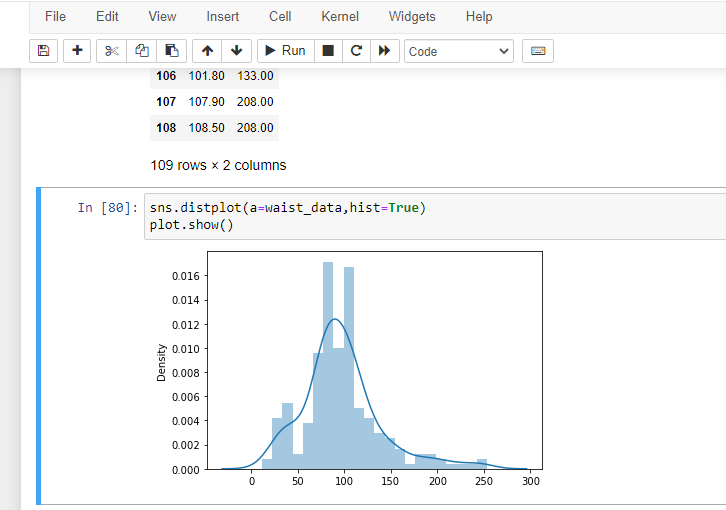 File Edit View Insert Cell Kernel Widgets Help
Run Code
106 101.80 133.00
107 107.90 208.00
108 108.50 208.00
109 rows × 2 columns
In [80]: sns.distplot(a=waist_data,hist=True)
plot.show()
0.016
0.014
0.012
0.010
0.008
0.006
0.004
0.002
0.000
Density
0 50 100 150 200 250 300